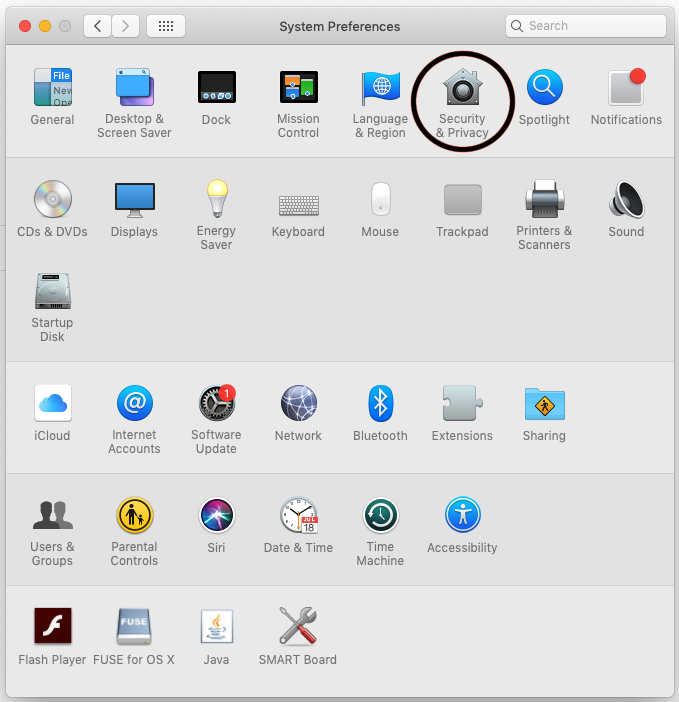 System Preferences
Search
File
New
Ope
General
Desktop &
Screen Saver
Dock
Mission
Control
Language
& Region
Security
& Privacy
Spotlight
Notifications
CDs & DVDs
Displays
Energy
Saver
Keyboard
Mouse
Trackpad
Printers &
Scanners
Sound
Startup
Disk
1
iCloud
Internet
Accounts
Software
Update
Network
Bluetooth
Extensions
Sharing
JUL
18
Users &
Groups
Parental
Controls
Siri
Date & Time
Time
Machine
Accessibility
FUSE
Java
Flash Player
FUSE for OS X
Java
SMART Board